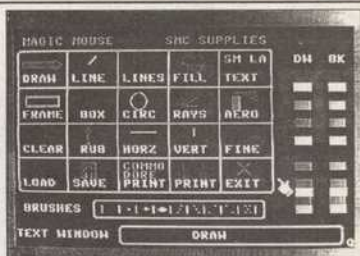 MAGIC MOUSE SMC SUPPLIES
SM LA DW BK
DRAW LINE LINES FILL TEXT
FRAME BOX CIRC RAYS AERO
CLEAR RUB HORZ VERT FINE
COMMO
DORE
LOAD SAVE PRINT PRINT EXIT
BRUSHES
TEXT WINDOW DRAW